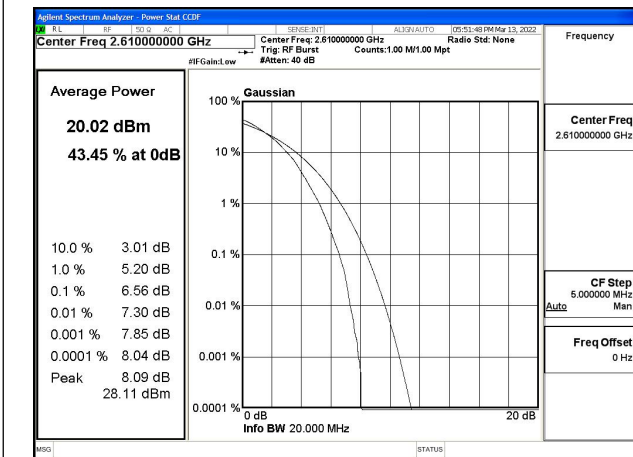 Agilent Spectrum Analyzer - Power Stat CCDF
RL RF 50 Ω AC SENSE:INT ALIGN AUTO 05:51:48 PM Mar 13, 2022
Center Freq 2.610000000 GHz
Center Freq: 2.610000000 GHz Radio Std: None
Trig: RF Burst Counts:1.00 M/1.00 Mpt
#IFGain:Low #Atten: 40 dB
Frequency
Average Power
20.02 dBm
43.45 % at 0dB
10.0 % 3.01 dB
1.0 % 5.20 dB
0.1 % 6.56 dB
0.01 % 7.30 dB
0.001 % 7.85 dB
0.0001 % 8.04 dB
Peak 8.09 dB
28.11 dBm
Gaussian
100 %
10 %
1 %
0.1 %
0.01 %
0.001 %
0.0001 %
0 dB 20 dB
Info BW 20.000 MHz
Center Freq
2.610000000 GHz
CF Step
5.000000 MHz
Auto Man
Freq Offset
0 Hz
MSG STATUS